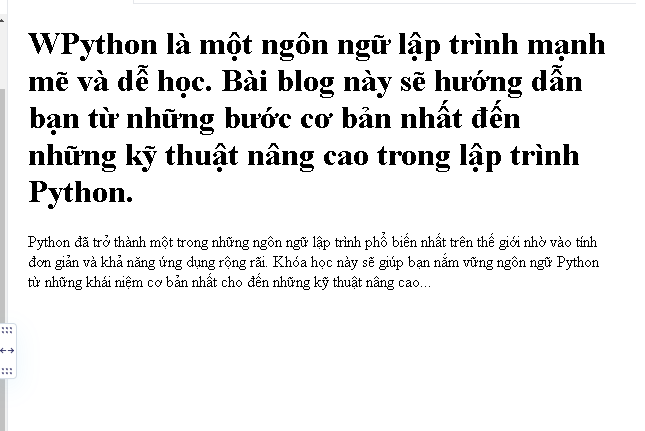 WPython là một ngôn ngữ lập trình mạnh
mẽ và dễ học. Bài blog này sẽ hướng dẫn
bạn từ những bước cơ bản nhất đến
những kỹ thuật nâng cao trong lập trình
Python.
Python đã trở thành một trong những ngôn ngữ lập trình phổ biến nhất trên thế giới nhờ vào tính
đơn giản và khả năng ứng dụng rộng rãi. Khóa học này sẽ giúp bạn nắm vững ngôn ngữ Python
từ những khái niệm cơ bản nhất cho đến những kỹ thuật nâng cao...